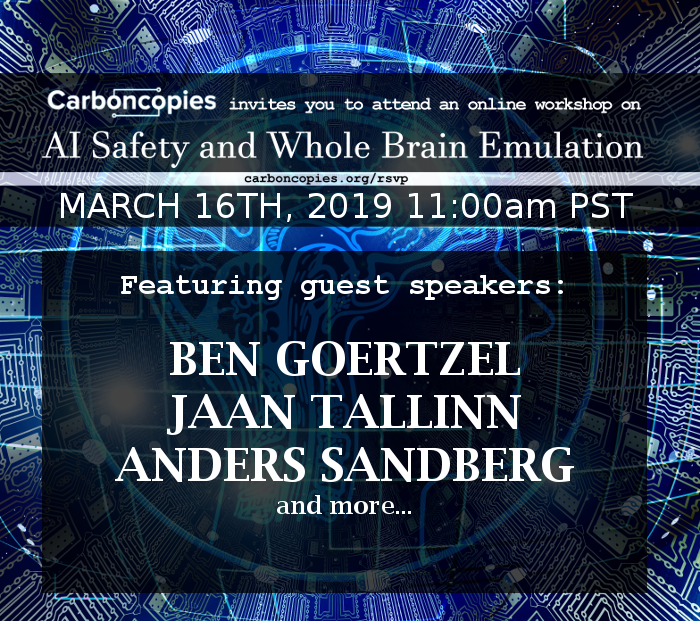 Carboncopies invites you to attend an online workshop on
AI Safety and Whole Brain Emulation
carboncopies.org/rsvp
MARCH 16TH, 2019 11:00am PST
Featuring guest speakers:
BEN GOERTZEL
JAAN TALLINN
ANDERS SANDBERG
and more...